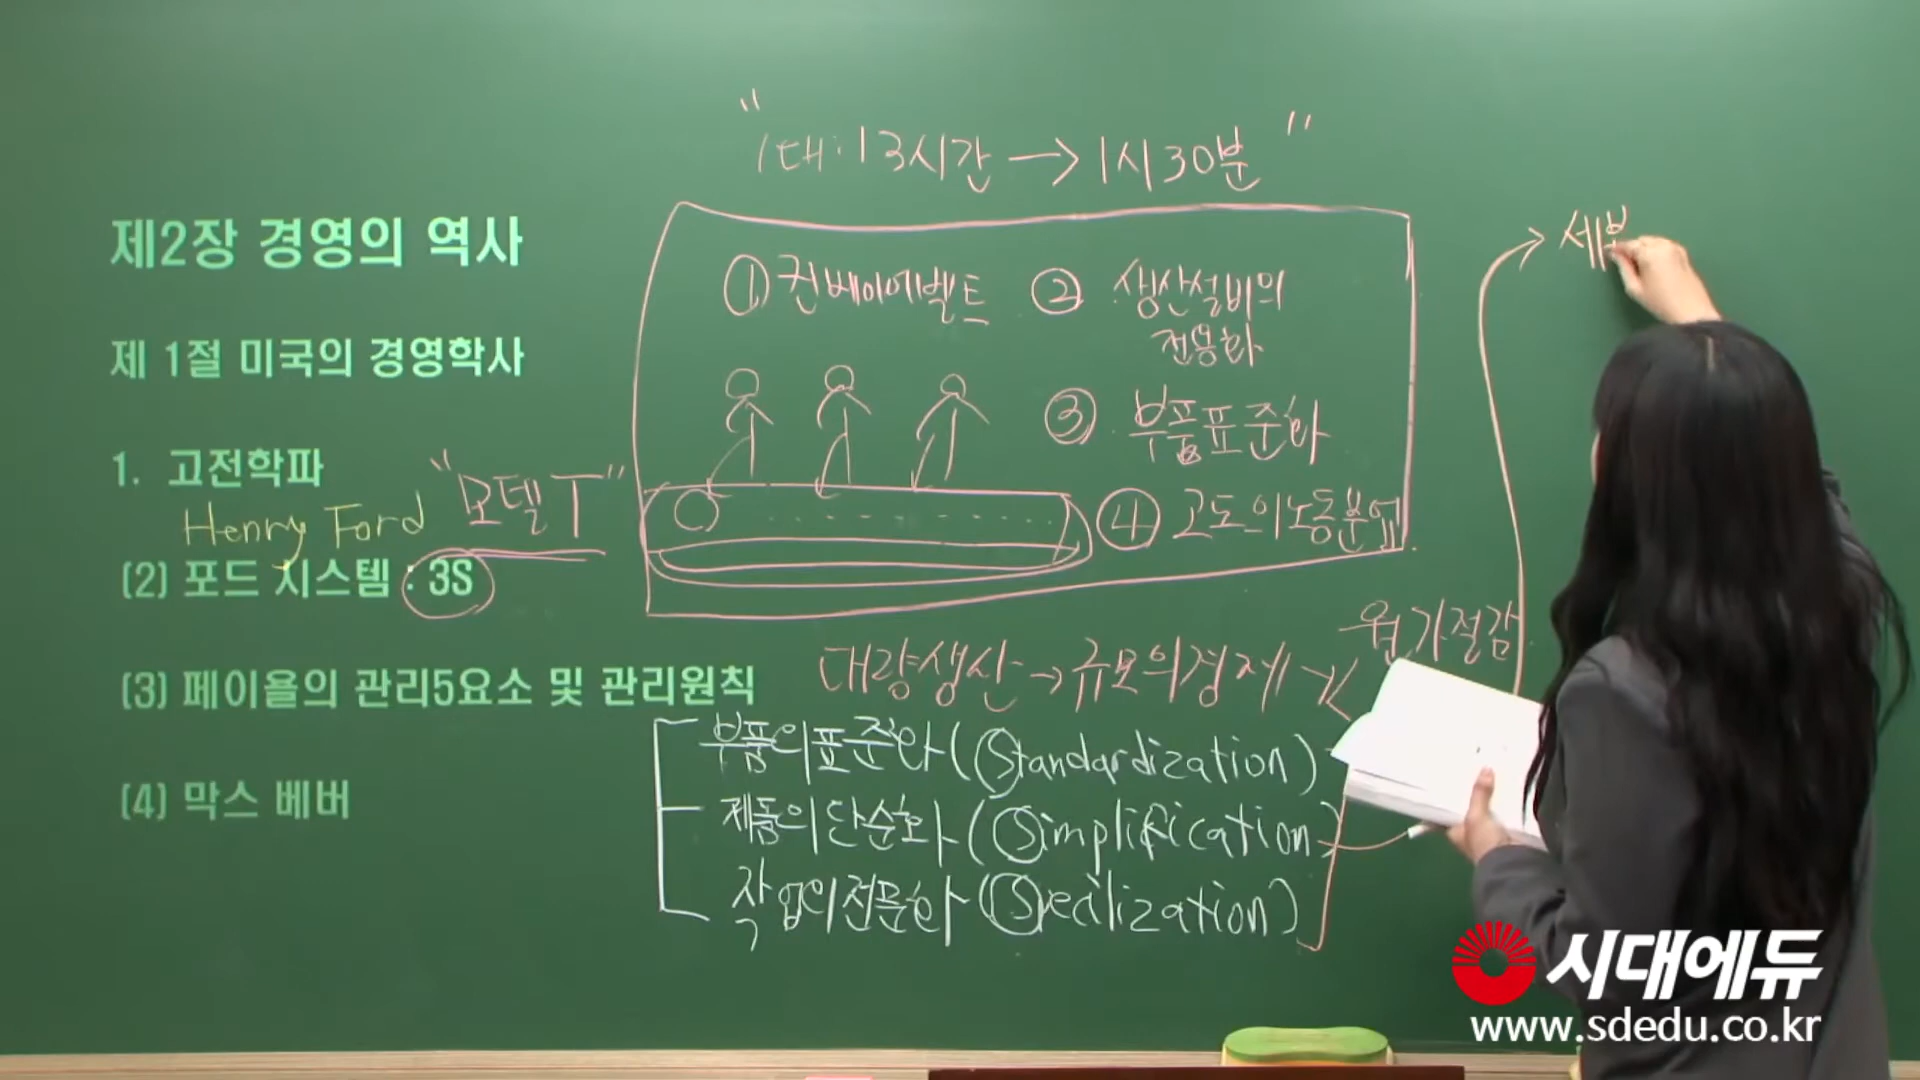 "1대 : 13시간 → 1시30분"
제2장 경영의 역사
제 1절 미국의 경영학사
1. 고전학파
Henry Ford "모델 T"
(2) 포드 시스템 : 3S
(3) 페이욜의 관리5요소 및 관리원칙
(4) 막스 베버
① 컨베이에벨트
② 생산설비의
전용화
③ 부품표준화
④ 고도의노동분업
대량생산 → 규모의경제
원가절감
부품의표준화 (Standardization)
제품의단순화 (Simplification)
작업의전문화 (Specilization)
세분
시대에듀
www.sdedu.co.kr